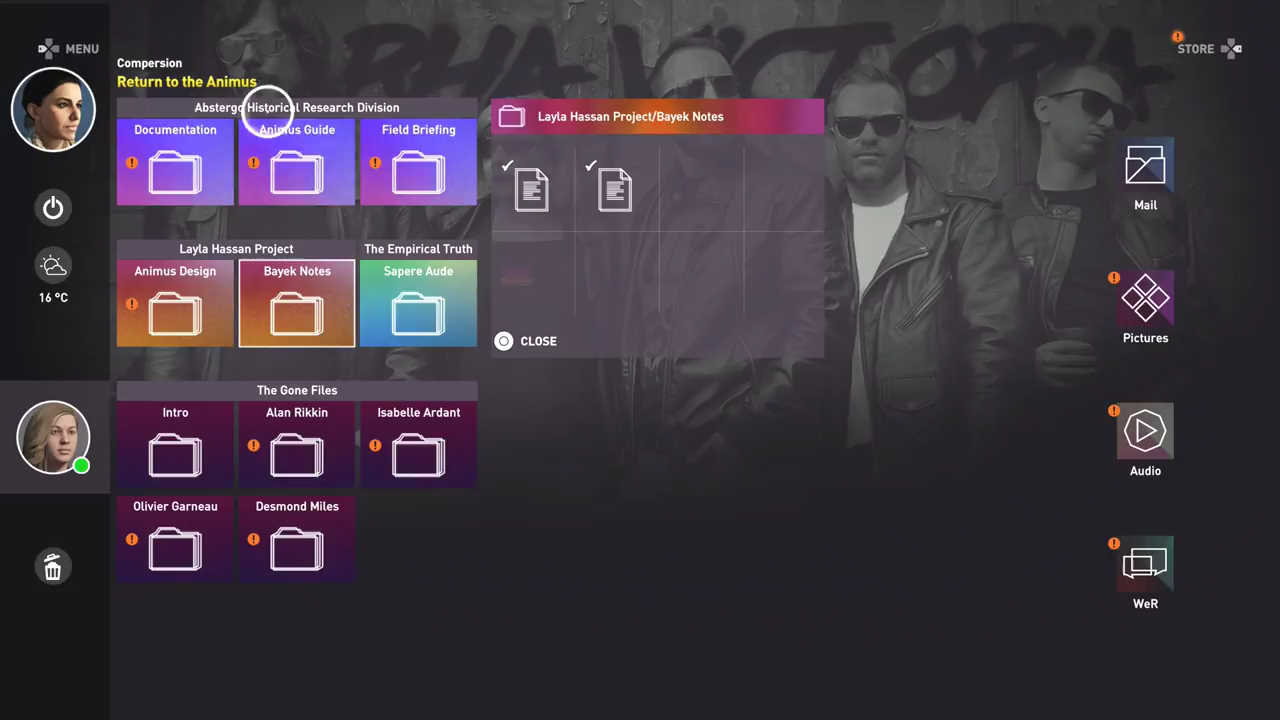 MENU
STORE
Compersion
Return to the Animus
Abstergo Historical Research Division
Documentation
Animus Guide
Field Briefing
Layla Hassan Project/Bayek Notes
CLOSE
Layla Hassan Project
The Empirical Truth
Animus Design
Bayek Notes
Sapere Aude
The Gone Files
Intro
Alan Rikkin
Isabelle Ardant
Olivier Garneau
Desmond Miles
16 °C
Mail
Pictures
Audio
WeR